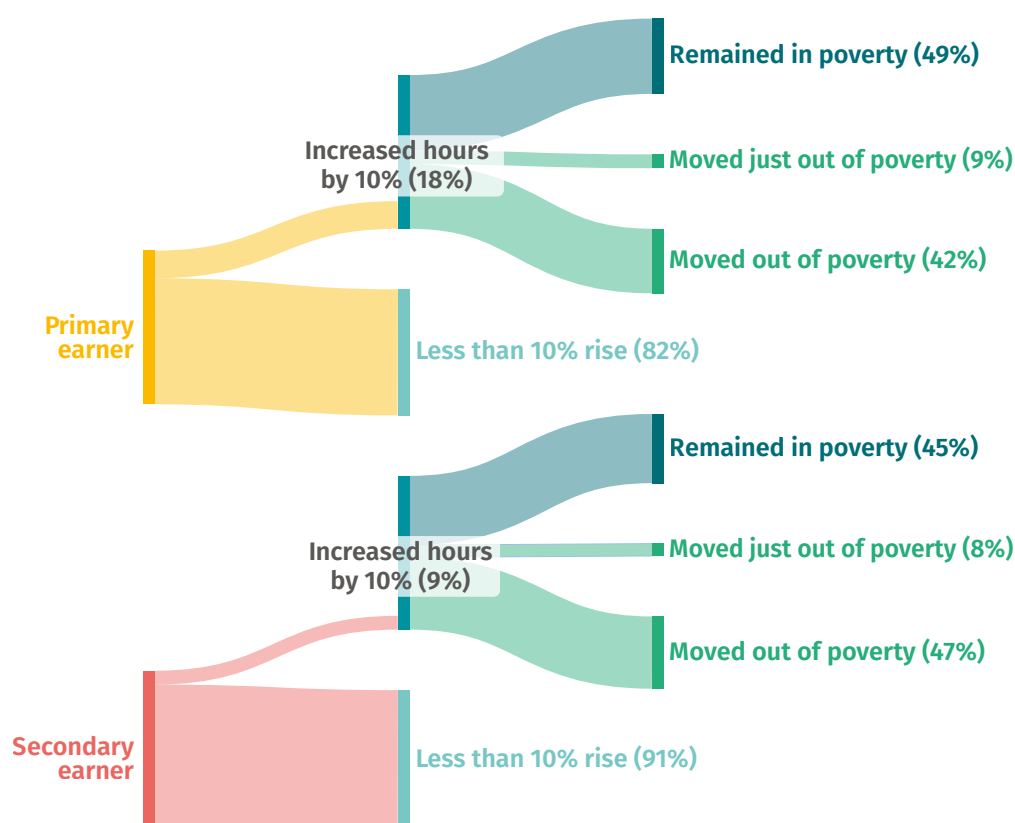 Remained in poverty (49%)
Increased hours
by 10% (18%)
Moved just out of poverty (9%)
Moved out of poverty (42%)
Primary
earner
Less than 10% rise (82%)
Remained in poverty (45%)
Increased hours
by 10% (9%)
Moved just out of poverty (8%)
Moved out of poverty (47%)
Secondary
earner
Less than 10% rise (91%)